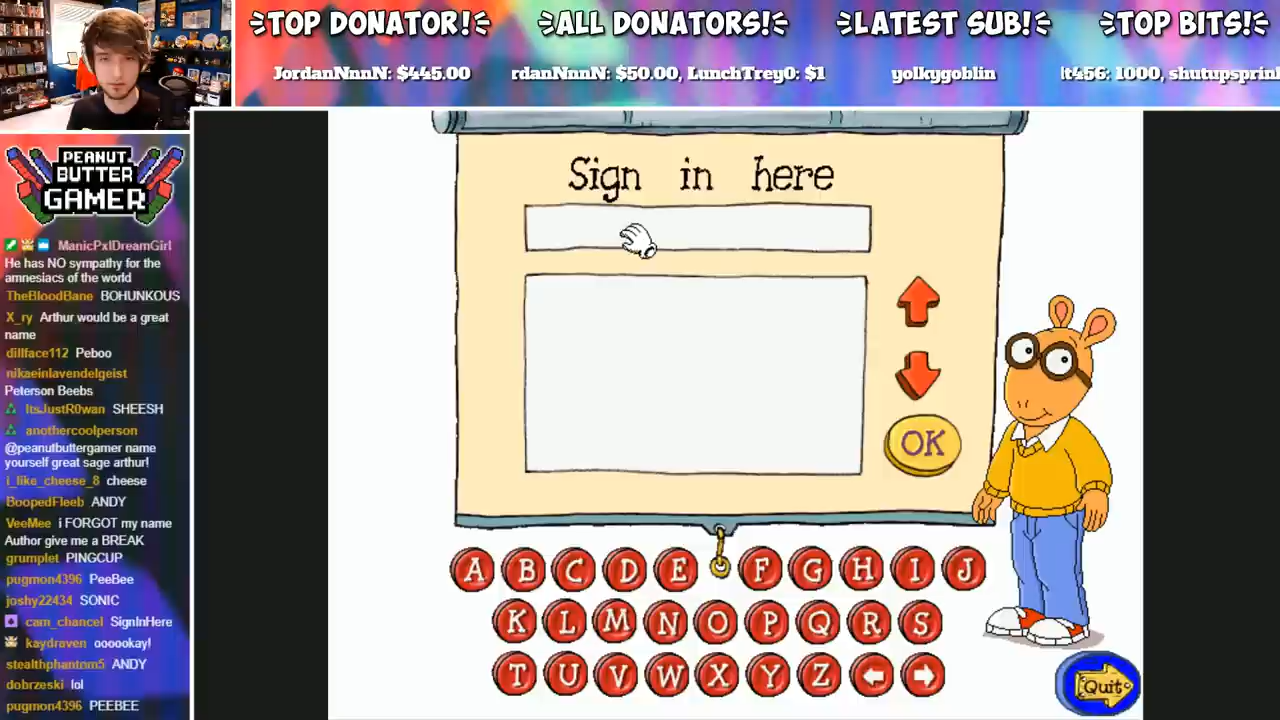 TOP DONATOR!
ALL DONATORS!
LATEST SUB!
TOP BITS!
JordanNnnN: $445.00
rdanNnnN: $50.00, LunchTrey0: $1
yolkygoblin
lt456: 1000, shutupsprin
PEANUT
BUTTER
GAMER
ManicPxlDreamGirl
He has NO sympathy for the
amnesiacs of the world
TheBloodBane BOHUNKOUS
X_ry Arthur would be a great
name
dillface112 Peboo
nikaeinlavendelgeist
Peterson Beebs
ItsJustR0wan SHEESH
anothercoolperson
@peanutbuttergamer name
yourself great sage arthur!
i_like_cheese_8 cheese
BoopedFleeb ANDY
VeeMee i FORGOT my name
Author give me a BREAK
grumplet PINGCUP
pugmon4396 PeeBee
joshy22434 SONIC
cam_chancel SignInHere
kaydraven oooookay!
stealthphantom5 ANDY
dobrzeski lol
pugmon4396 PEEBEE
Sign in here
OK
A B C D E F G H I J
K L M N O P Q R S
T U V W X Y Z
Quit